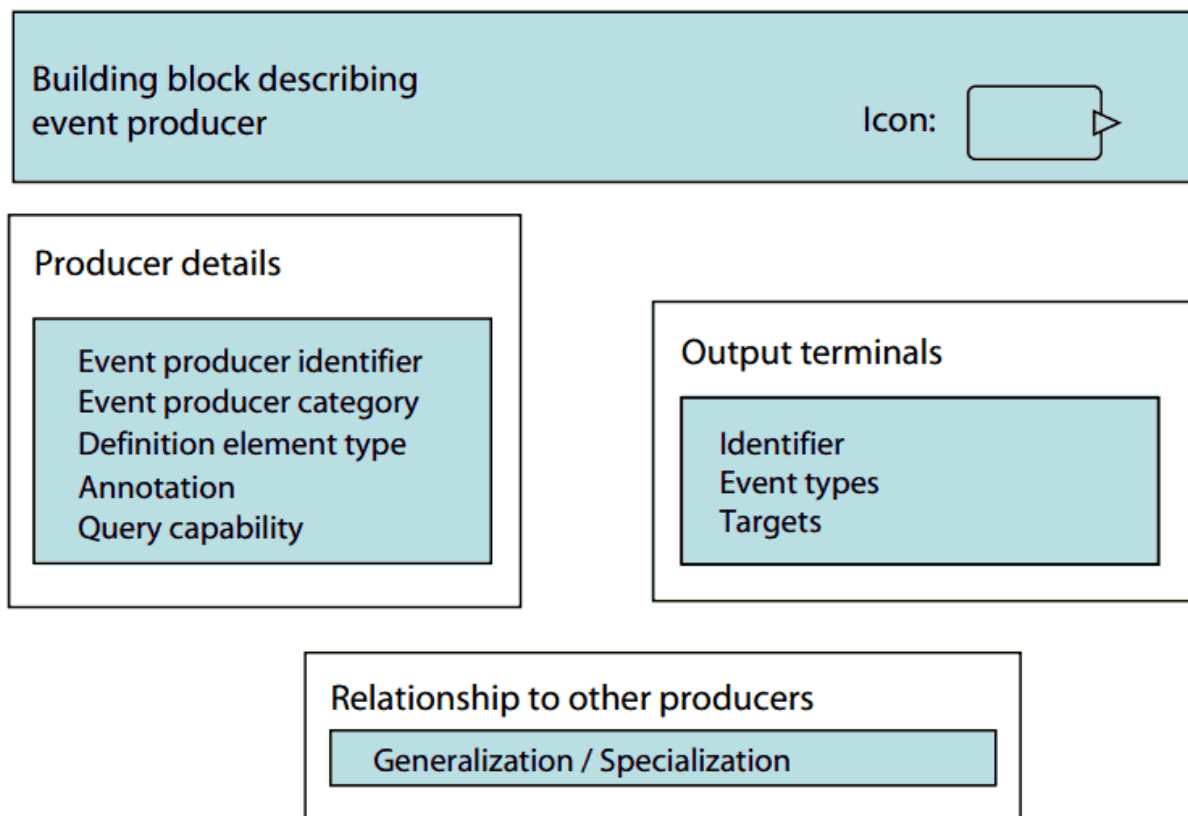 Building block describing
event producer
Icon:
Producer details
Event producer identifier
Event producer category
Definition element type
Annotation
Query capability
Output terminals
Identifier
Event types
Targets
Relationship to other producers
Generalization / Specialization